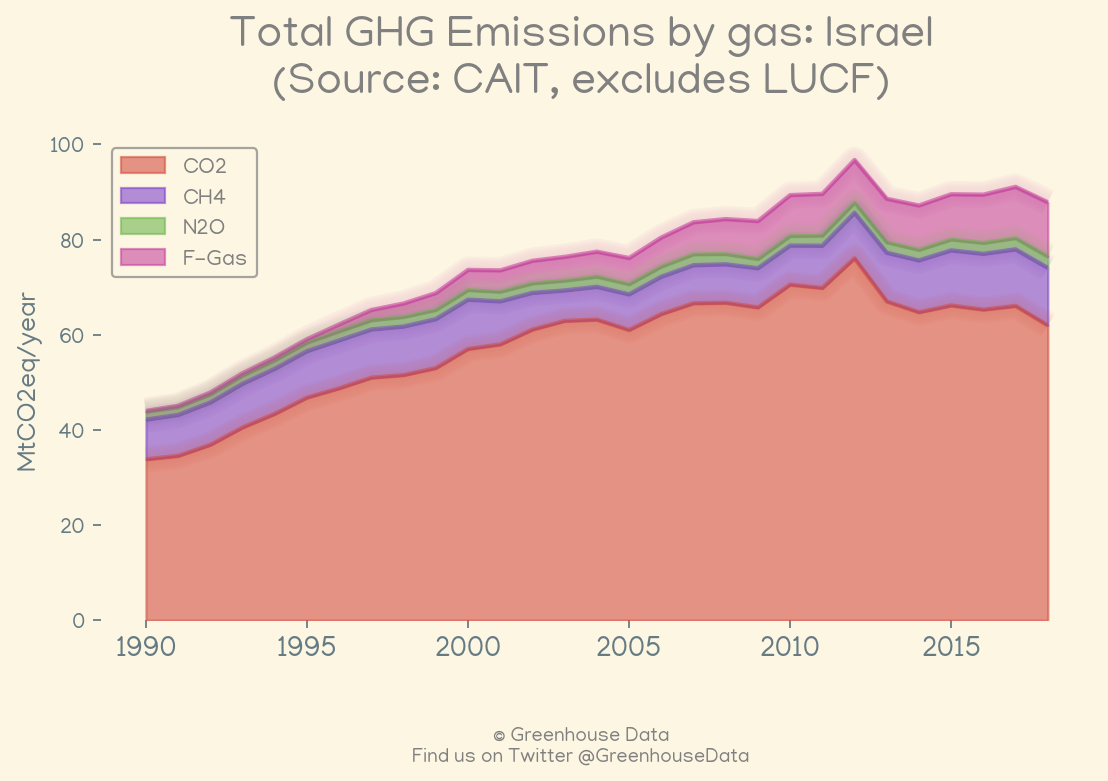 Total GHG Emissions by gas: Israel
(Source: CAIT, excludes LUCF)
100
80
60
40
20
0
MtCO2eq/year
CO2
CH4
N2O
F-Gas
1990 1995 2000 2005 2010 2015
© Greenhouse Data
Find us on Twitter @GreenhouseData